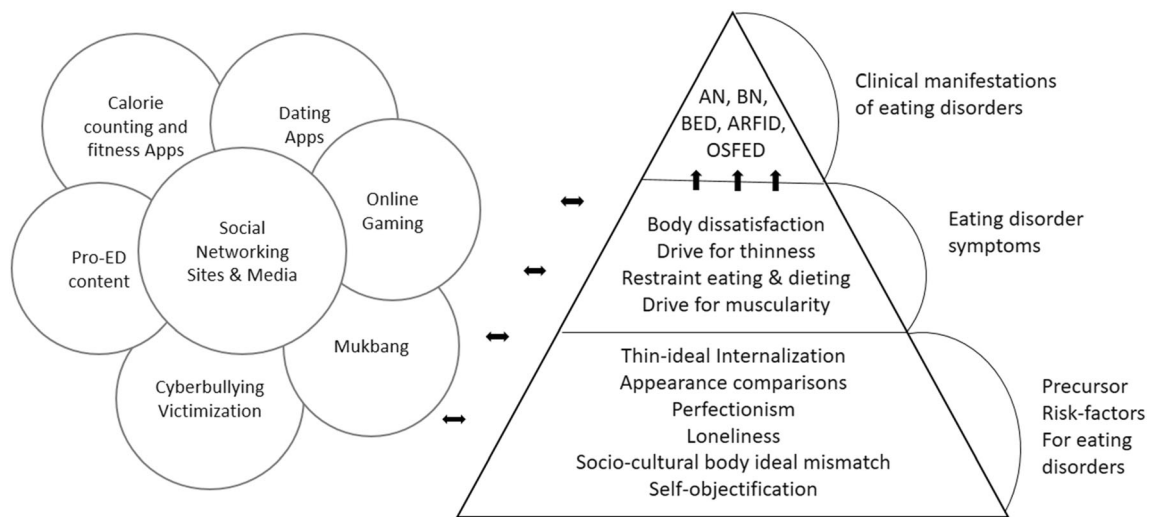 Calorie
counting and
fitness Apps
Dating
Apps
Online
Gaming
Social
Networking
Sites & Media
Pro-ED
content
Mukbang
Cyberbullying
Victimization
AN, BN,
BED, ARFID,
OSFED
Body dissatisfaction
Drive for thinness
Restraint eating & dieting
Drive for muscularity
Thin-ideal Internalization
Appearance comparisons
Perfectionism
Loneliness
Socio-cultural body ideal mismatch
Self-objectification
Clinical manifestations
of eating disorders
Eating disorder
symptoms
Precursor
Risk-factors
For eating
disorders